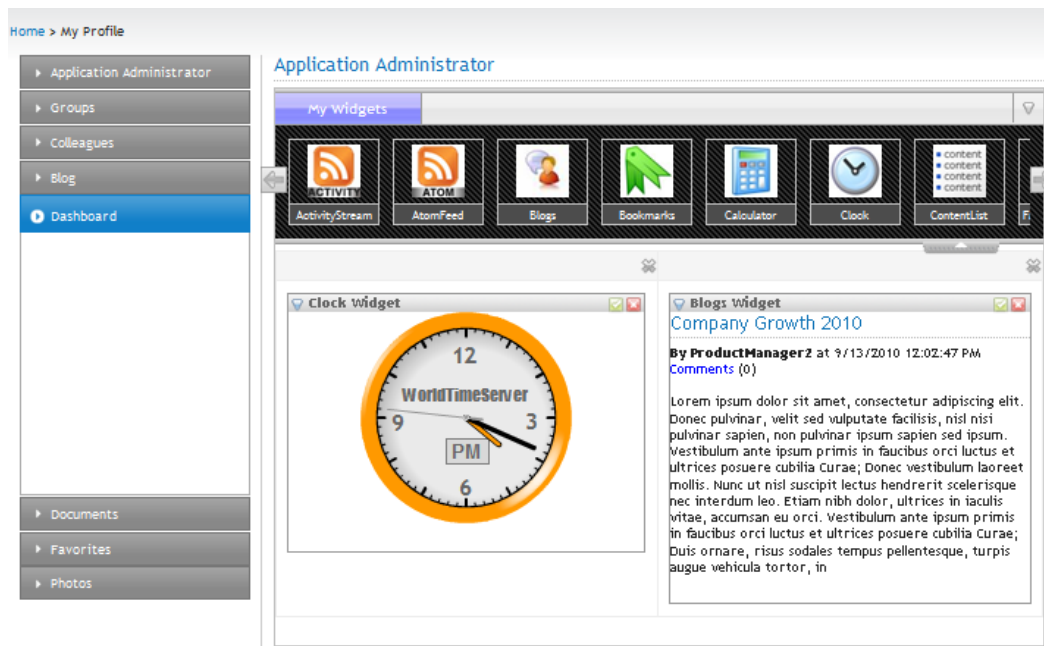 Home > My Profile
Application Administrator
Groups
Colleagues
Blog
Dashboard
Documents
Favorites
Photos
Application Administrator
My Widgets
ACTIVITY
ActivityStream
ATOM
AtomFeed
Blogs
Bookmarks
Calculator
Clock
content
content
content
content
ContentList
F
Clock Widget
12
WorldTimeServer
9
3
PM
6
Blogs Widget
Company Growth 2010
By ProductManager2 at 9/13/2010 12:02:47 PM
Comments (0)
Lorem ipsum dolor sit amet, consectetur adipiscing elit.
Donec pulvinar, velit sed vulputate facilisis, nisl nisi
pulvinar sapien, non pulvinar ipsum sapien sed ipsum.
Vestibulum ante ipsum primis in faucibus orci luctus et
ultrices posuere cubilia Curae; Donec vestibulum laoreet
mollis. Nunc ut nisl suscipit lectus hendrerit scelerisque
nec interdum leo. Etiam nibh dolor, ultrices in iaculis
vitae, accumsan eu orci. Vestibulum ante ipsum primis
in faucibus orci luctus et ultrices posuere cubilia Curae;
Duis ornare, risus sodales tempus pellentesque, turpis
augue vehicula tortor, in